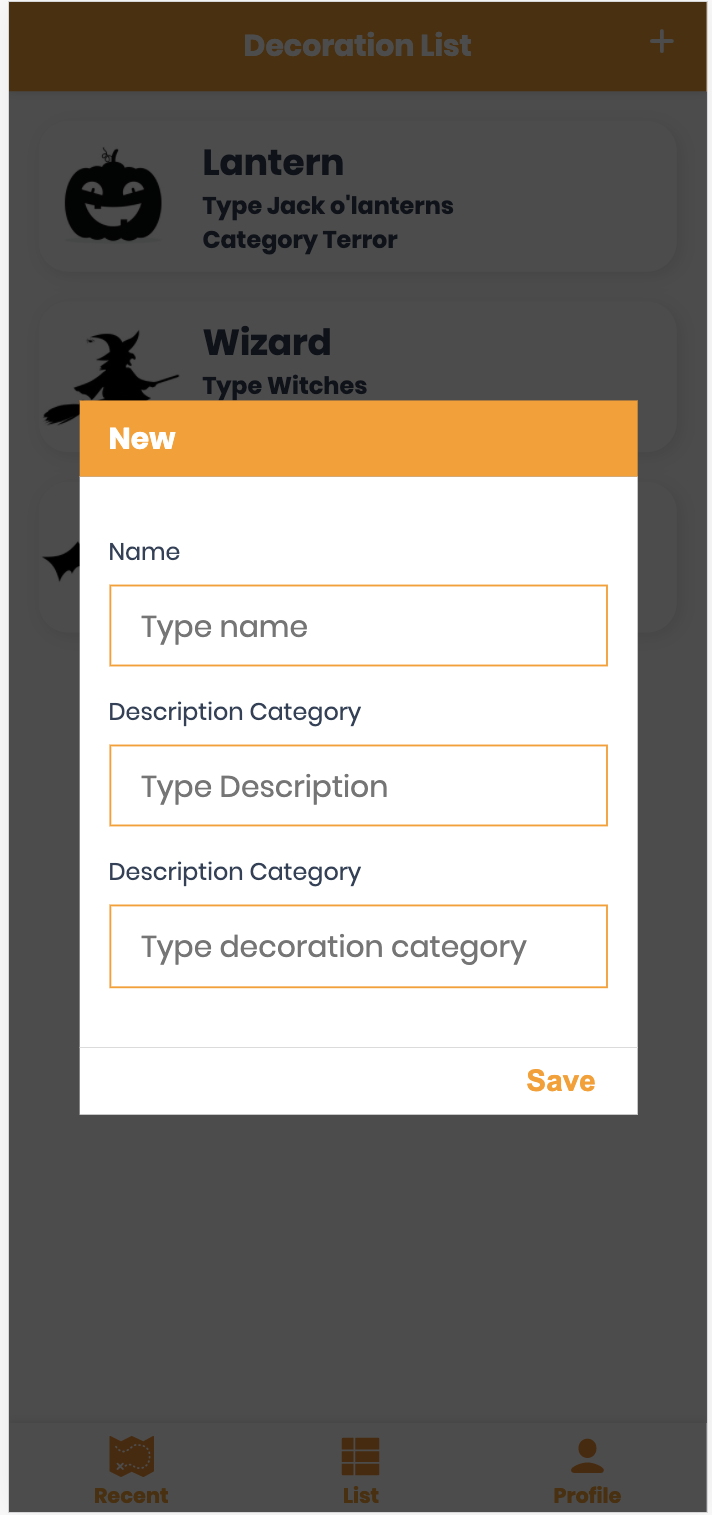 Decoration List
Lantern
Type Jack o'lanterns
Category Terror
Wizard
Type Witches
New
Name
Type name
Description Category
Type Description
Description Category
Type decoration category
Save
Recent
List
Profile